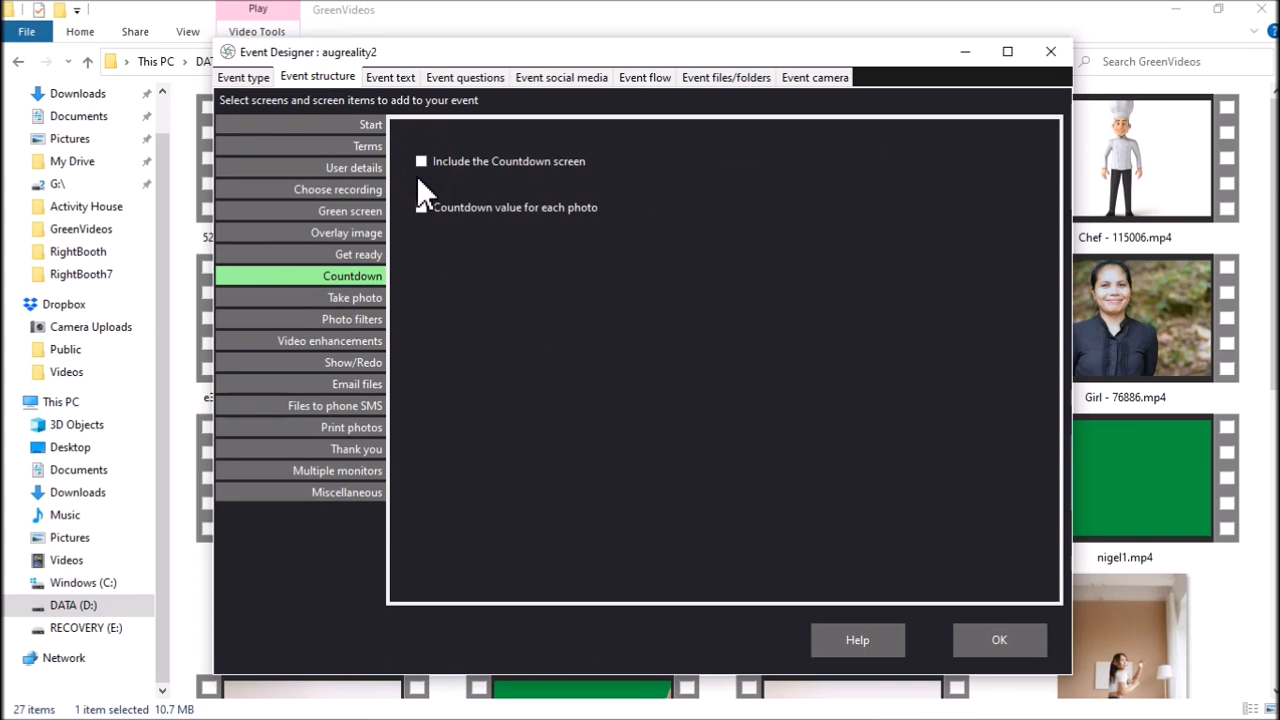 Play
GreenVideos
File
Home
Share
View
Video Tools
This PC
DA
Search GreenVideos
Downloads
Documents
Pictures
My Drive
G:\
Activity House
GreenVideos
RightBooth
RightBooth7
Dropbox
Camera Uploads
Public
Videos
This PC
3D Objects
Desktop
Documents
Downloads
Music
Pictures
Videos
Windows (C:)
DATA (D:)
RECOVERY (E:)
Network
27 items
1 item selected 10.7 MB
Event Designer : augreality2
Event type
Event structure
Event text
Event questions
Event social media
Event flow
Event files/folders
Event camera
Select screens and screen items to add to your event
Start
Terms
User details
Choose recording
Green screen
Overlay image
Get ready
Countdown
Take photo
Photo filters
Video enhancements
Show/Redo
Email files
Files to phone SMS
Print photos
Thank you
Multiple monitors
Miscellaneous
Include the Countdown screen
Countdown value for each photo
Help
OK
52
e3
Chef - 115006.mp4
Girl - 76886.mp4
nigel1.mp4